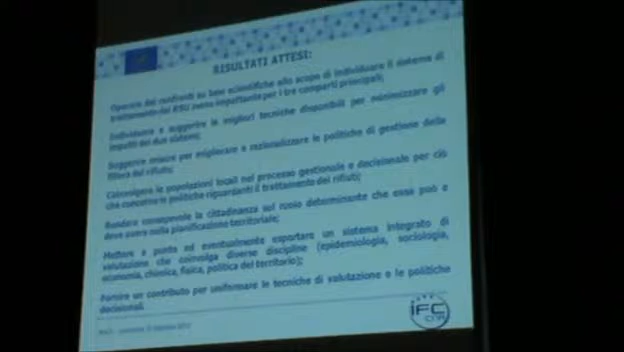 RISULTATI ATTESI:
Operare dei confronti su base scientifiche allo scopo di individuare il sistema di
trattamento dei RSU meno impattante per i tre comparti principali;
Individuare e suggerire le migliori tecniche disponibili per minimizzare gli
impatti dei due sistemi;
Suggerire misure per migliorare e razionalizzare le politiche di gestione della
filiera del rifiuto;
Coinvolgere le popolazioni locali nel processo gestionale e decisionale per ciò
che concerne le politiche riguardanti il trattamento dei rifiuti;
Rendere consapevole la cittadinanza sul ruolo determinante che essa può e
deve avere nella pianificazione territoriale;
Mettere a punto ed eventualmente esportare un sistema integrato di
valutazione che coinvolga diverse discipline (epidemiologia, sociologia,
economia, chimica, fisica, politica del territorio);
Fornire un contributo per uniformare le tecniche di valutazione e le politiche
decisionali.
IFC
CNR